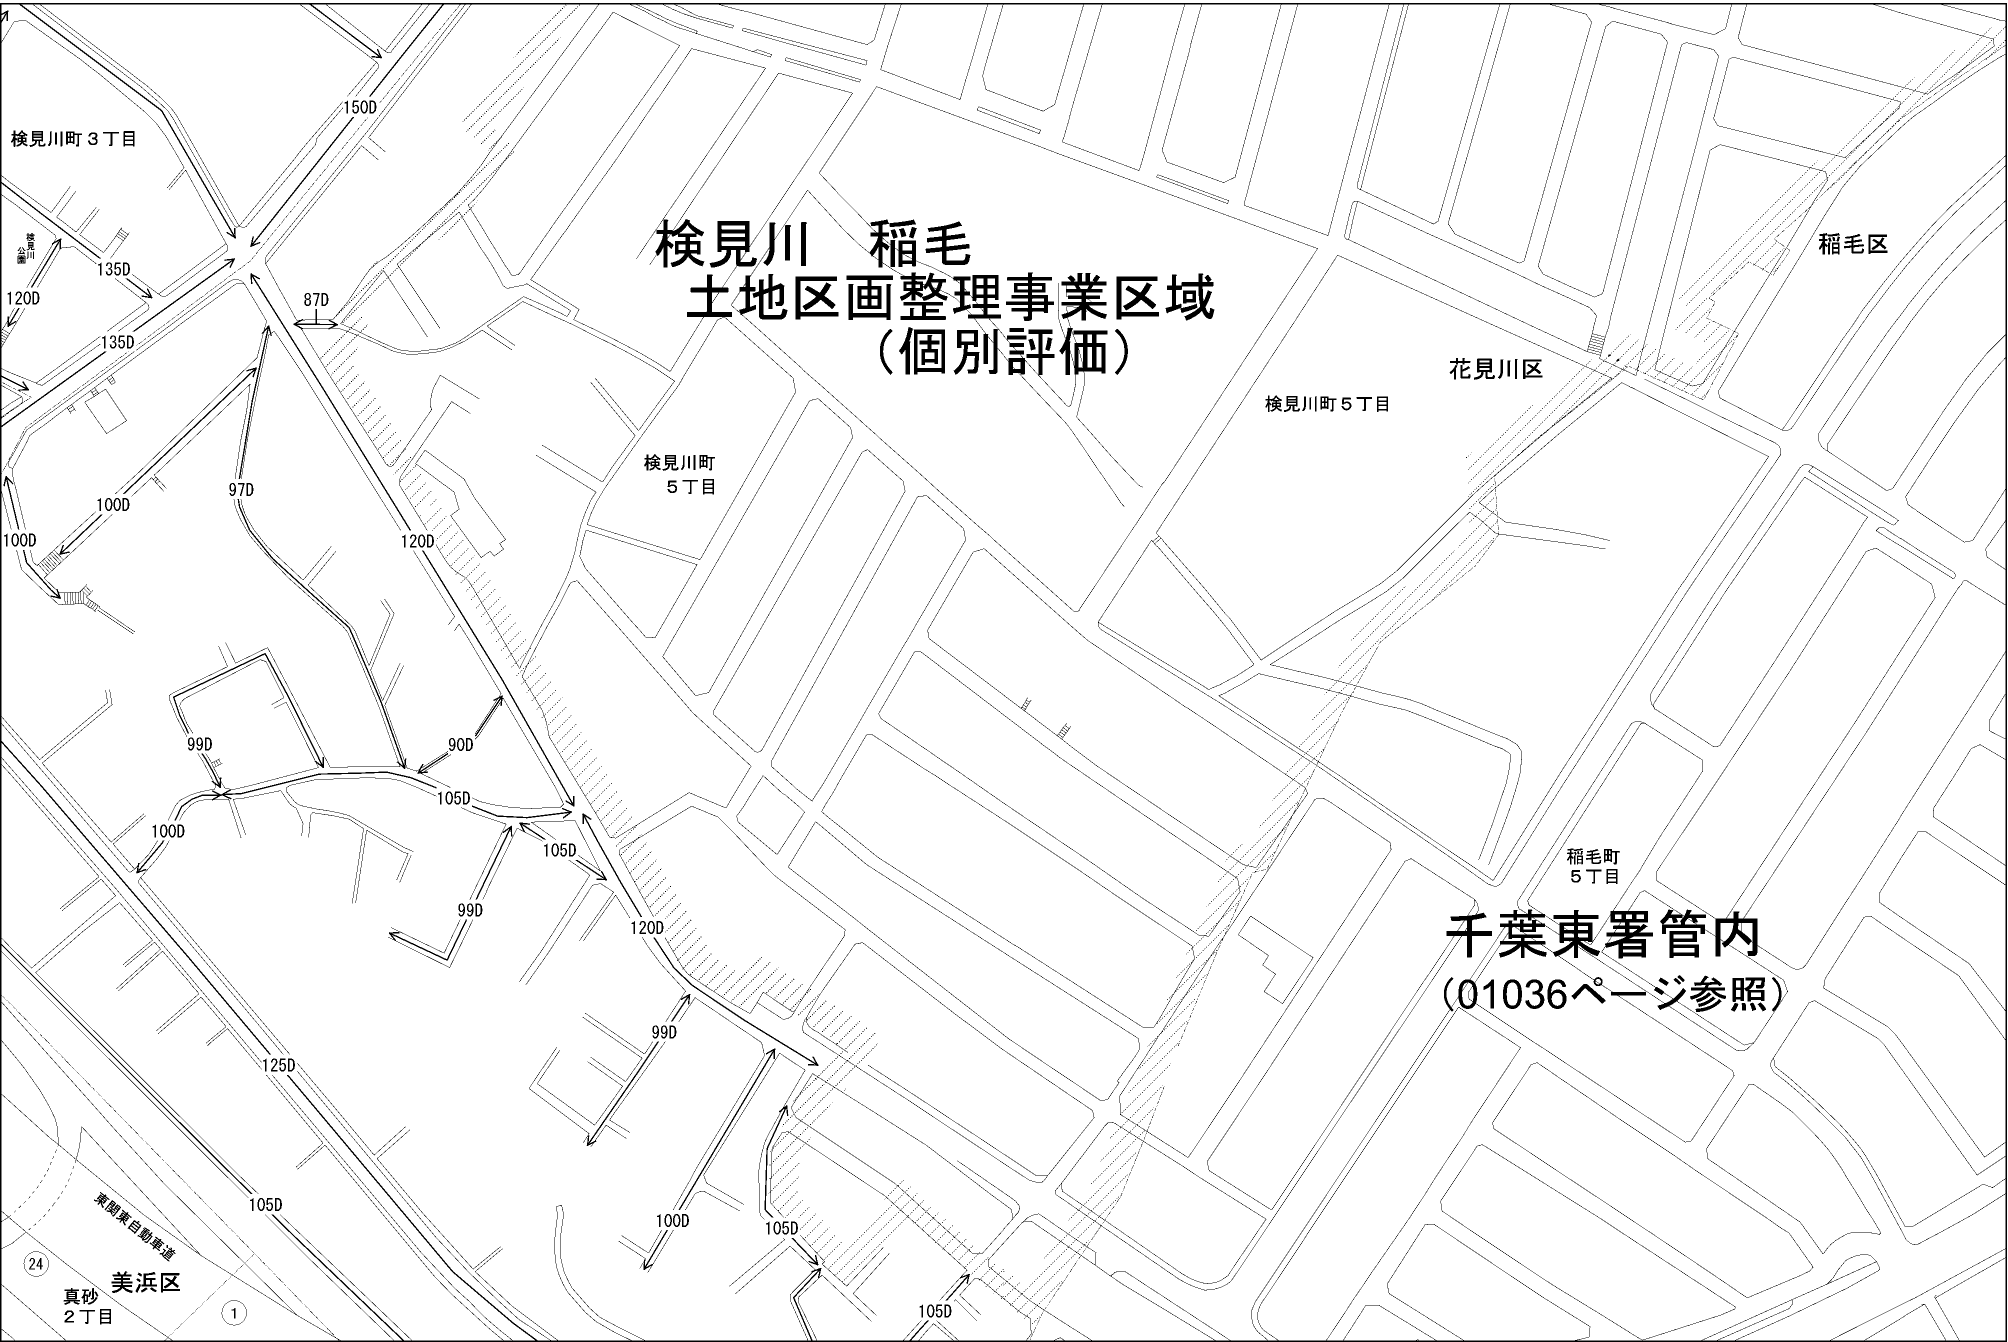 150D
検見川町3丁目
検見川
公園
135D
120D
87D
135D
検見川 稲毛
土地区画整理事業区域
(個別評価)
稲毛区
花見川区
検見川町5丁目
検見川町
5丁目
97D
100D
100D
120D
99D
90D
105D
100D
105D
99D
120D
稲毛町
5丁目
千葉東署管内
(01036ページ参照)
99D
125D
105D
100D
105D
105D
東関東自動車道
24
美浜区
真砂
2丁目
1